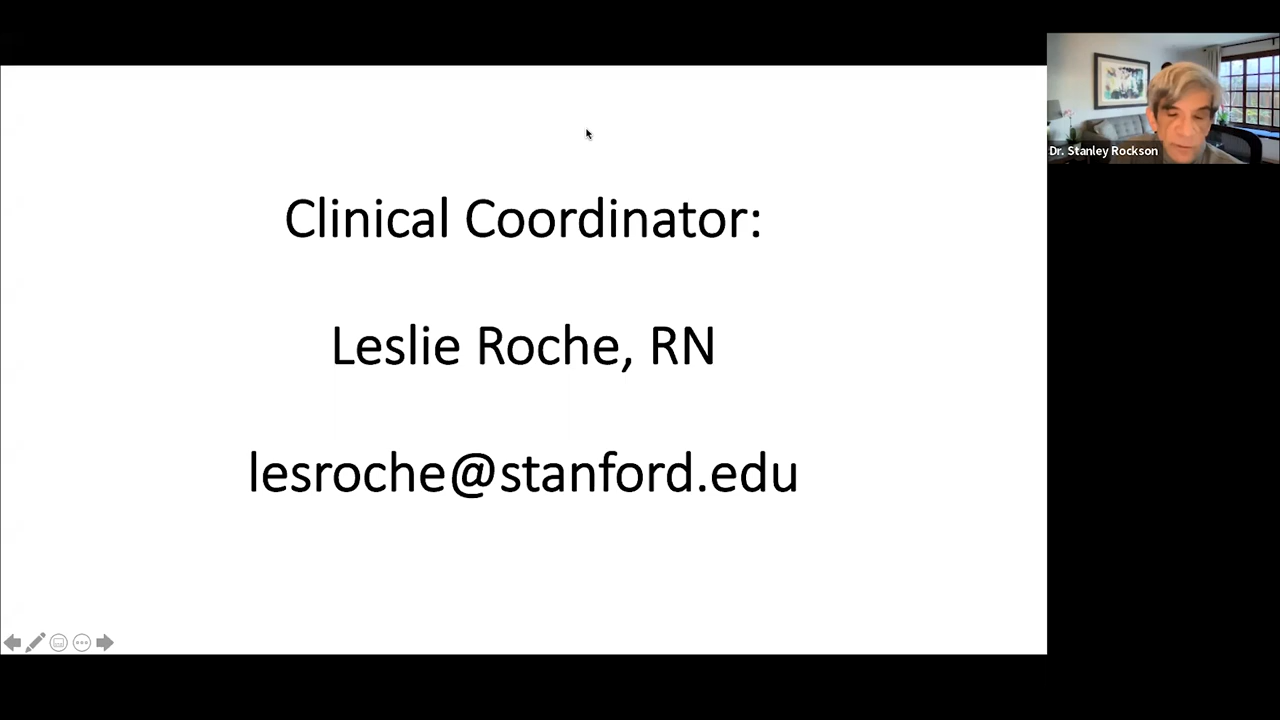 Clinical Coordinator:
Leslie Roche, RN
lesroche@stanford.edu
Dr. Stanley Rockson